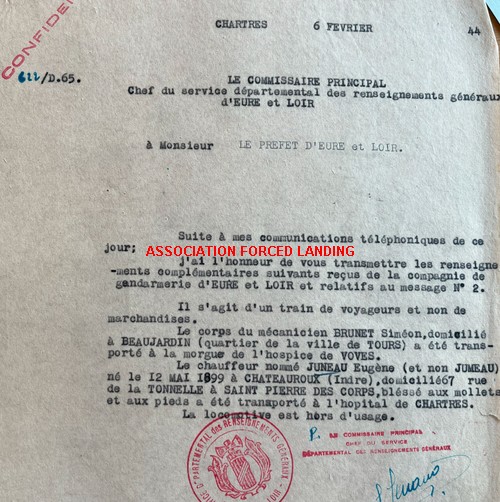 CONFIDEN
CHARTRES 6 FEVRIER 44
622/D.65.
LE COMMISSAIRE PRINCIPAL
Chef du service départemental des renseignements généraux
d'EURE et LOIR
à Monsieur LE PREFET D'EURE et LOIR.
Suite à mes communications téléphoniques de ce
jour;
ASSOCIATION FORCED LANDING
j'ai l'honneur de vous transmettre les renseigne
-ments complémentaires suivants reçus de la compagnie de
gendarmerie d'EURE et LOIR et relatifs au message N° 2.
Il s'agit d'un train de voyageurs et non de
marchandises.
Le corps du mécanicien BRUNET Siméon,domicilié
à BEAUJARDIN (quartier de la ville de TOURS) a été trans-
porté à la morgue de l'hospice de VOVES.
Le chauffeur nommé JUNEAU Eugène (et non JUMEAU)
né le 12 MAI 1899 à CHATEAUROUX (Indre),domicilié67 rue
de la TONNELLE à SAINT PIERRE DES CORPS,bléssé aux mollets
et aux pieds a été transporté à l'hopital de CHARTRES.
La locomotive est hors d'usage.
P. LE COMMISSAIRE PRINCIPAL
CHEF DU SERVICE
DÉPARTEMENTAL DES RENSEIGNEMENTS GÉNÉRAUX
D'PARTEMENTAL des RENSEIGNEMENTS GÉNÉRAUX